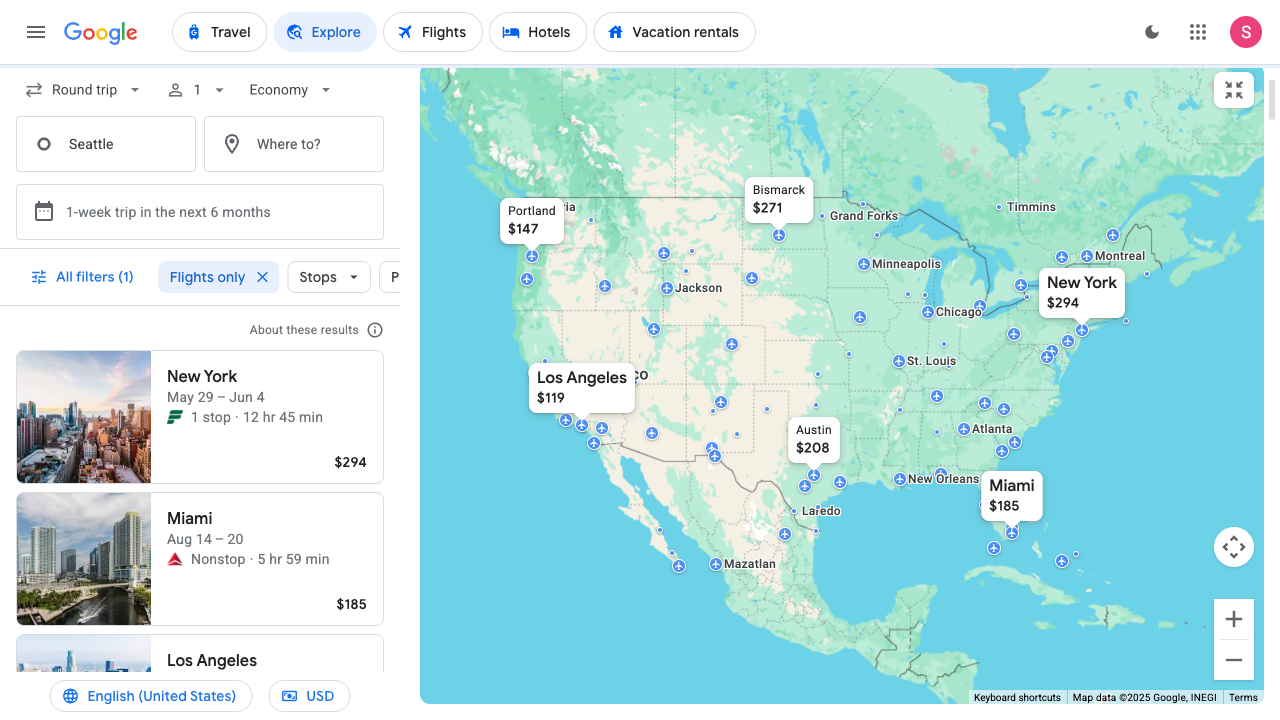 Google
Travel
Explore
Flights
Hotels
Vacation rentals
S
Round trip
1
Economy
Seattle
Where to?
1-week trip in the next 6 months
All filters (1)
Flights only
Stops
P
About these results
New York
May 29 – Jun 4
1 stop · 12 hr 45 min
$294
Miami
Aug 14 – 20
Nonstop · 5 hr 59 min
$185
Los Angeles
English (United States)
USD
Portland
$147
ria
Bismarck
$271
Grand Forks
Timmins
Minneapolis
Montreal
Jackson
New York
$294
Chicago
St. Louis
Los Angeles
$119
co
Austin
$208
Atlanta
New Orleans
Miami
$185
Laredo
Mazatlan
Keyboard shortcuts
Map data ©2025 Google, INEGI
Terms